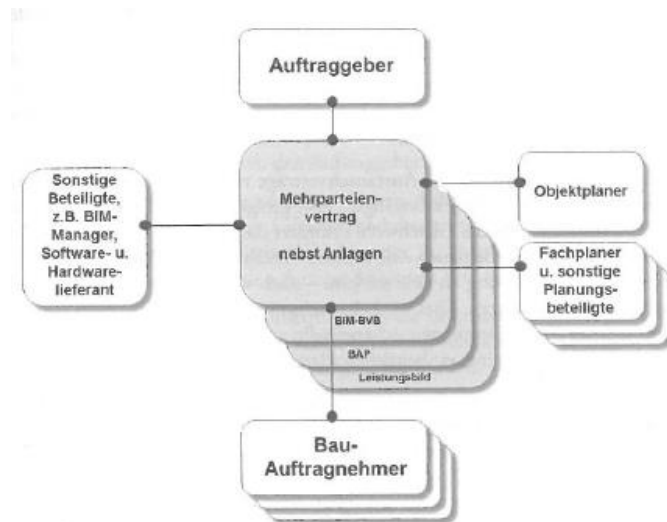 Auftraggeber
Sonstige
Beteiligte,
z.B. BIM-
Manager,
Software- u.
Hardware-
lieferant
Mehrparteien-
vertrag
nebst Anlagen
Objektplaner
Fachplaner
u. sonstige
Planungs-
beteiligte
BIM-BVB
BAP
Leistungsbild
Bau-
Auftragnehmer